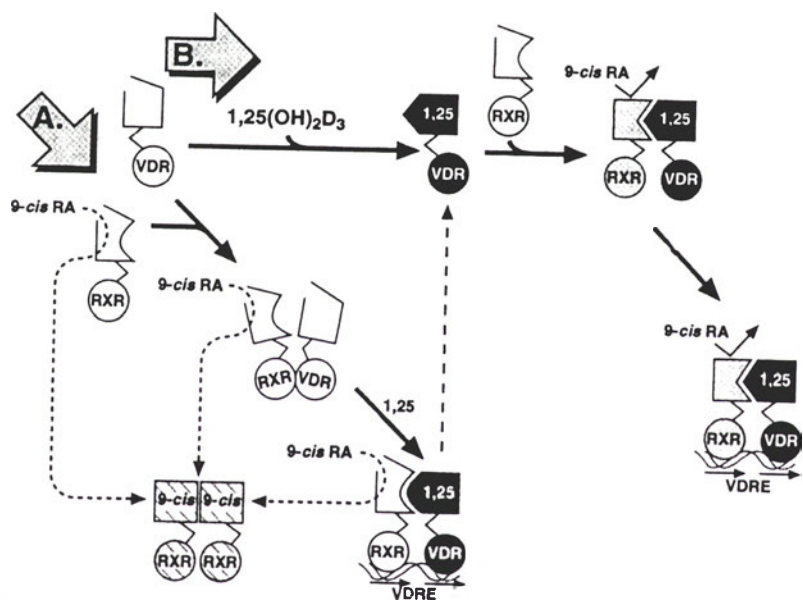 B.
A.
1,25(OH)₂D₃
VDR
1,25
VDR
RXR
9-cis RA
1,25
RXR
VDR
9-cis RA
RXR
9-cis RA
RXR
VDR
1,25
9-cis RA
1,25
RXR
VDR
VDRE
9-cis
9-cis
RXR
RXR
9-cis RA
1,25
RXR
VDR
VDRE